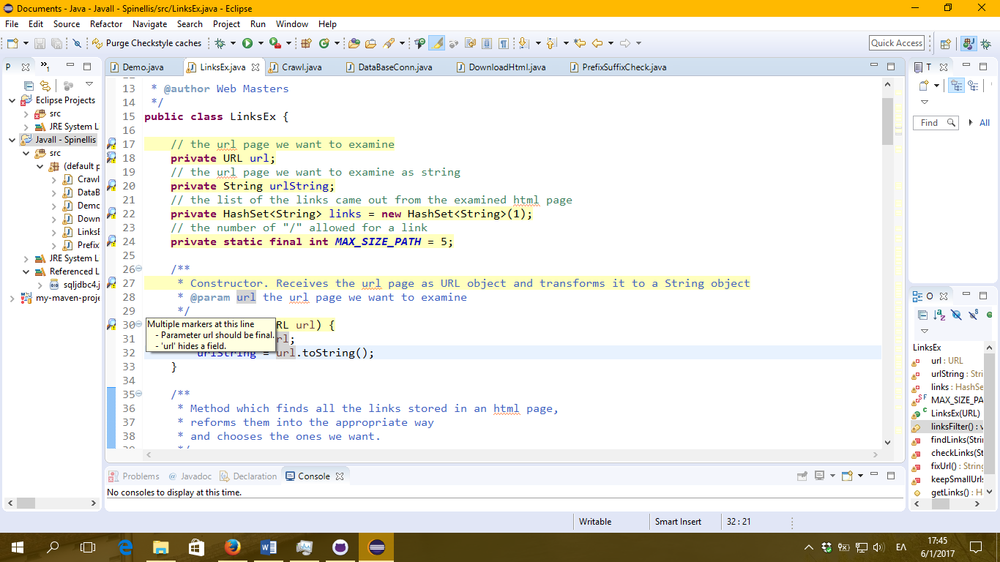 Documents - Java - JavaII - Spinellis/src/LinksEx.java - Eclipse
File Edit Source Refactor Navigate Search Project Run Window Help
Purge Checkstyle caches
Quick Access
P
Eclipse Projects
src
JRE System L
JavaII - Spinellis
src
(default p
Crawl
DataB
Demo
Down
LinksE
Prefix
JRE System L
Referenced L
sqljdbc4.j
my-maven-proje
Demo.java LinksEx.java Crawl.java DataBaseConn.java DownloadHtml.java PrefixSuffixCheck.java
13 * @author Web Masters
14 */
15 public class LinksEx {
16
17 // the url page we want to examine
18 private URL url;
19 // the url page we want to examine as string
20 private String urlString;
21 // the list of the links came out from the examined html page
22 private HashSet<String> links = new HashSet<String>(1);
23 // the number of "/" allowed for a link
24 private static final int MAX_SIZE_PATH = 5;
25
26 /**
27 * Constructor. Receives the url page as URL object and transforms it to a String object
28 * @param url the url page we want to examine
29 */
30 RL url) {
Multiple markers at this line
- Parameter url should be final.
- 'url' hides a field.
31 rl;
32 urlString = url.toString();
33 }
34
35 /**
36 * Method which finds all the links stored in an html page,
37 * reforms them into the appropriate way
38 * and chooses the ones we want.
39 */
T
Find All
O
LinksEx
url : URL
urlString : Stri
links : HashSe
MAX_SIZE_PA
LinksEx(URL)
linksFilter() : v
findLinks(Strin
checkLinks(St
fixUrl() : String
keepSmallUrls
getLinks() : H
Problems @ Javadoc Declaration Console
No consoles to display at this time.
Writable Smart Insert 32 : 21
ΕΛ
17:45
6/1/2017